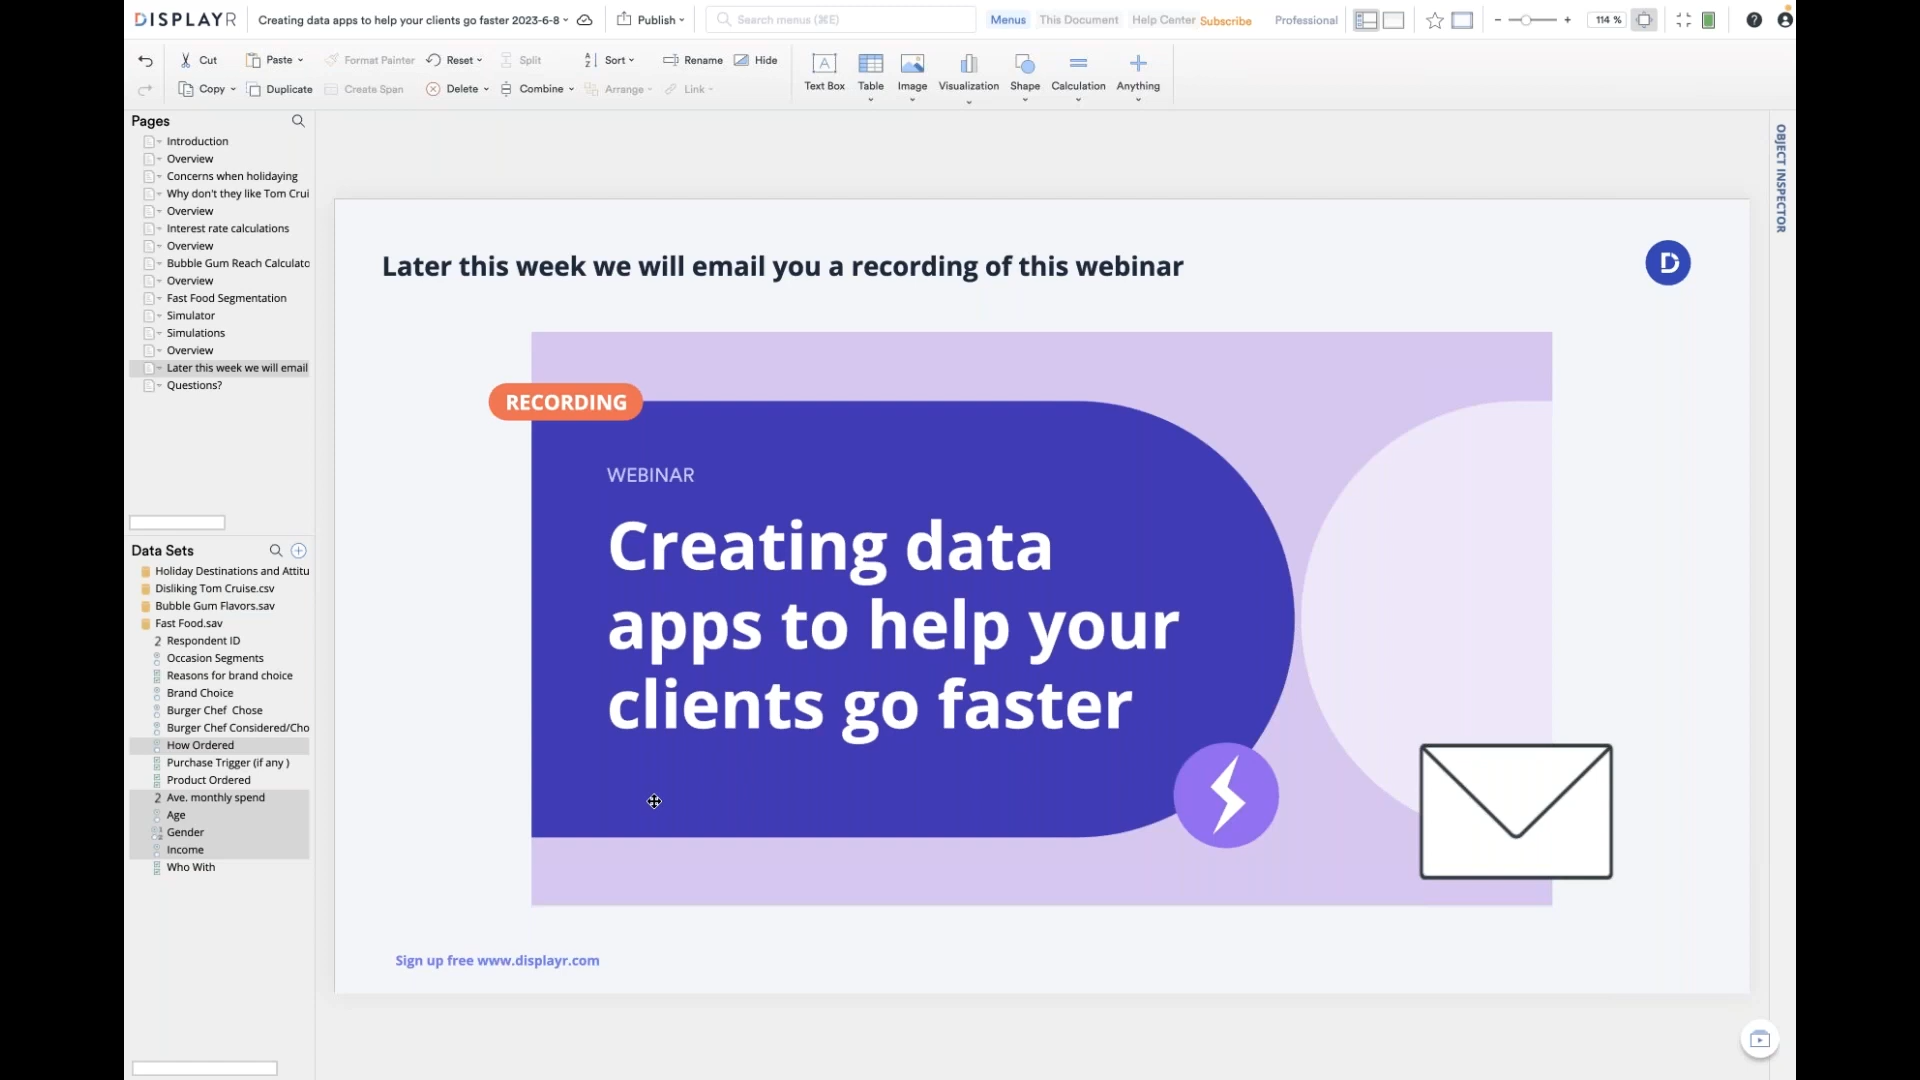 DISPLAYR
Creating data apps to help your clients go faster 2023-6-8
Publish
Search menus (⌘E)
Menus
This Document
Help Center
Subscribe
Professional
114 %
Cut
Paste
Format Painter
Reset
Split
Sort
Rename
Hide
Copy
Duplicate
Create Span
Delete
Combine
Arrange
Link
Text Box
Table
Image
Visualization
Shape
Calculation
Anything
Pages
Introduction
Overview
Concerns when holidaying
Why don't they like Tom Crui
Overview
Interest rate calculations
Overview
Bubble Gum Reach Calculato
Overview
Fast Food Segmentation
Simulator
Simulations
Overview
Later this week we will email
Questions?
Data Sets
Holiday Destinations and Attitu
Disliking Tom Cruise.csv
Bubble Gum Flavors.sav
Fast Food.sav
2 Respondent ID
Occasion Segments
Reasons for brand choice
Brand Choice
Burger Chef Chose
Burger Chef Considered/Cho
How Ordered
Purchase Trigger (if any )
Product Ordered
2 Ave. monthly spend
Age
Gender
Income
Who With
Later this week we will email you a recording of this webinar
D
RECORDING
WEBINAR
Creating data
apps to help your
clients go faster
Sign up free www.displayr.com
OBJECT INSPECTOR